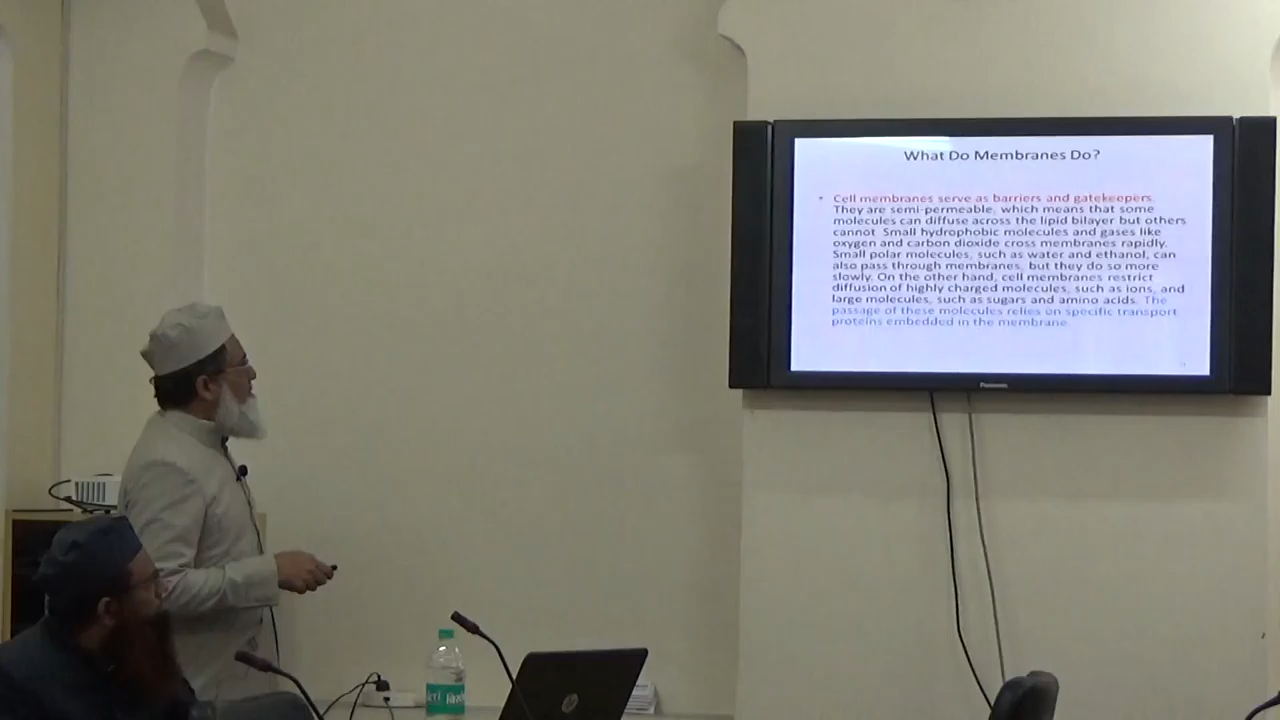 What Do Membranes Do?
• Cell membranes serve as barriers and gatekeepers.
They are semi-permeable, which means that some
molecules can diffuse across the lipid bilayer but others
cannot. Small hydrophobic molecules and gases like
oxygen and carbon dioxide cross membranes rapidly.
Small polar molecules, such as water and ethanol, can
also pass through membranes, but they do so more
slowly. On the other hand, cell membranes restrict
diffusion of highly charged molecules, such as ions, and
large molecules, such as sugars and amino acids. The
passage of these molecules relies on specific transport
proteins embedded in the membrane.
Panasonic
hp